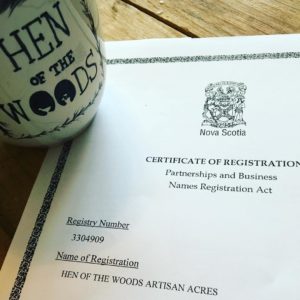 HEN
OF THE
WOODS
Nova Scotia
CERTIFICATE OF REGISTRATION
Partnerships and Business
Names Registration Act
Registry Number
3304909
Name of Registration
HEN OF THE WOODS ARTISAN ACRES